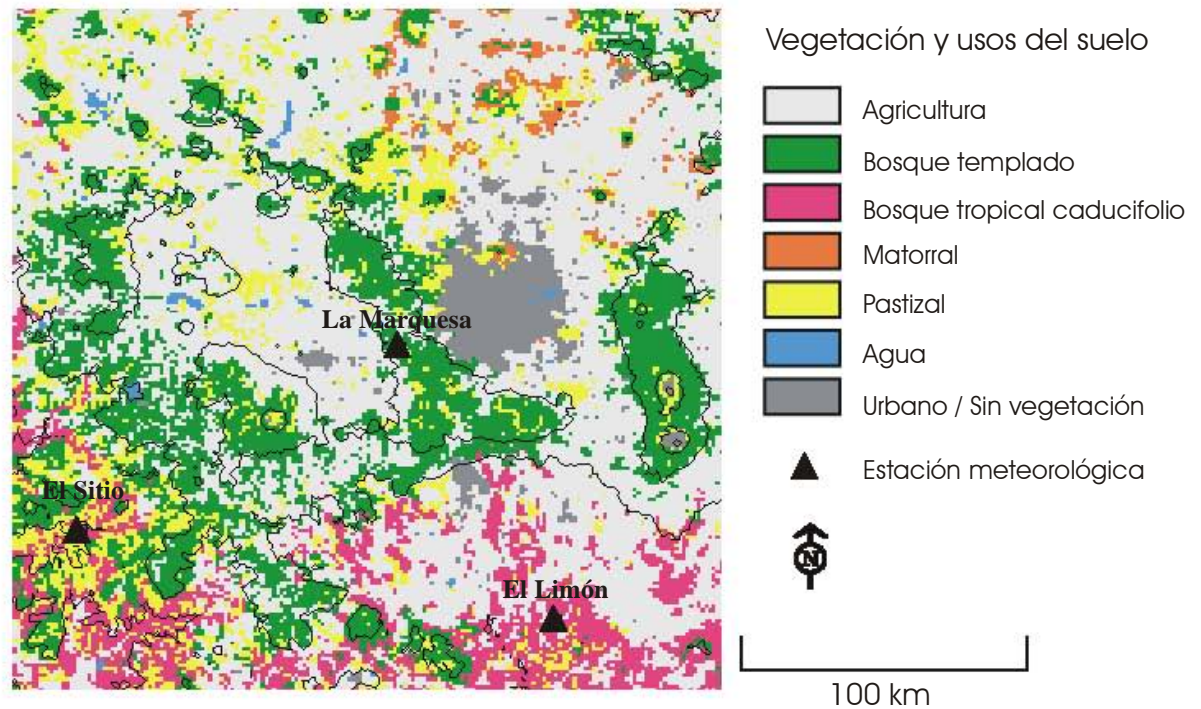 Vegetación y usos del suelo
Agricultura
Bosque templado
Bosque tropical caducifolio
Matorral
Pastizal
Agua
Urbano / Sin vegetación
Estación meteorológica
N
100 km
La Marquesa
El Sitio
El Limón